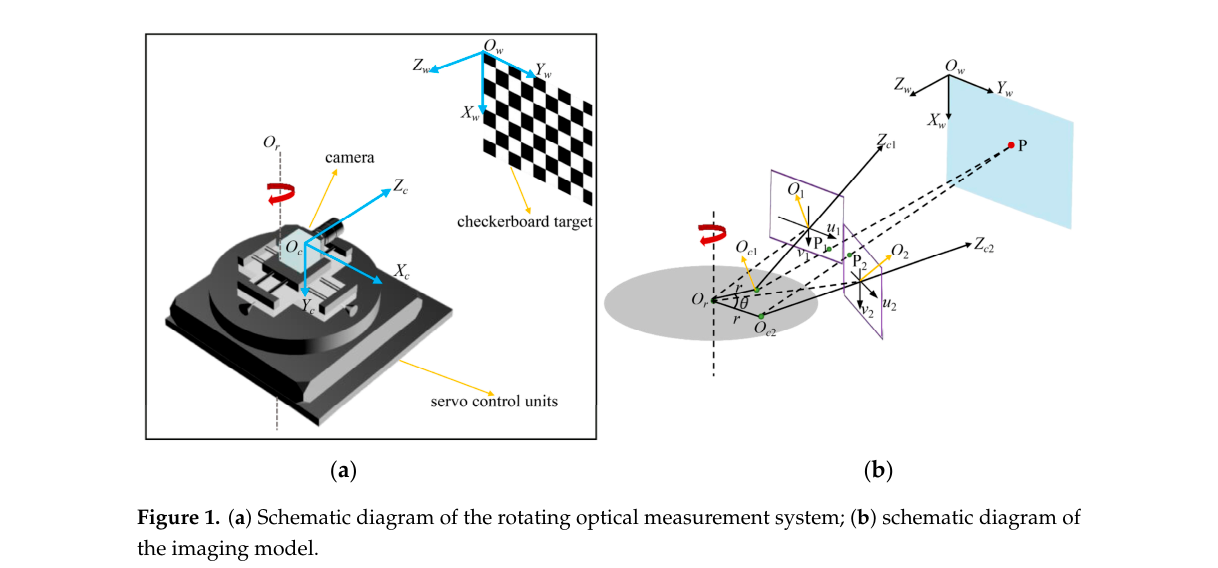 O_w
Z_w
Y_w
X_w
O_r
camera
Z_c
checkerboard target
O_c
X_c
Y_c
servo control units
(a)
O_w
Z_w
Y_w
X_w
P
Z_c1
O_1
u_1
P_1
v_1
O_c1
O_2
Z_c2
P_2
r
O_r
θ
r
u_2
v_2
O_c2
(b)
Figure 1. (a) Schematic diagram of the rotating optical measurement system; (b) schematic diagram of
the imaging model.